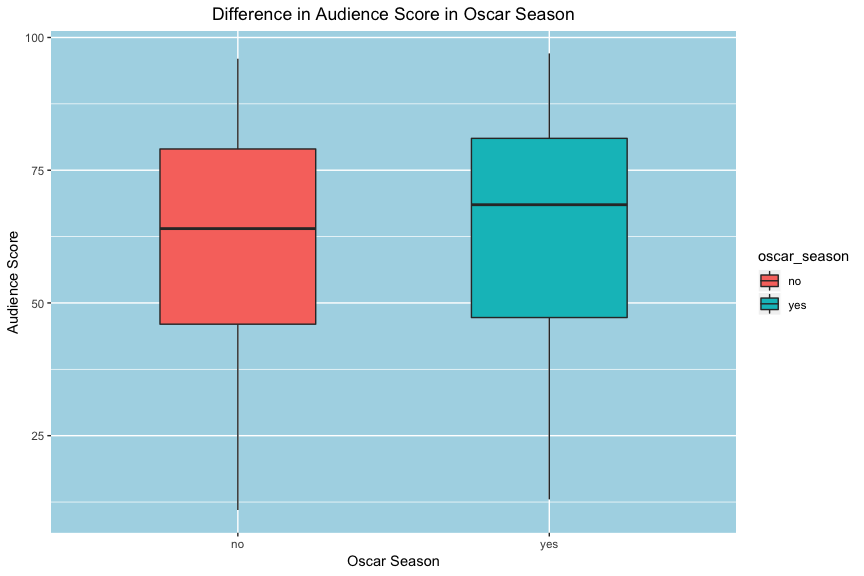 Difference in Audience Score in Oscar Season
100
75
50
25
Audience Score
no
yes
Oscar Season
oscar_season
no
yes